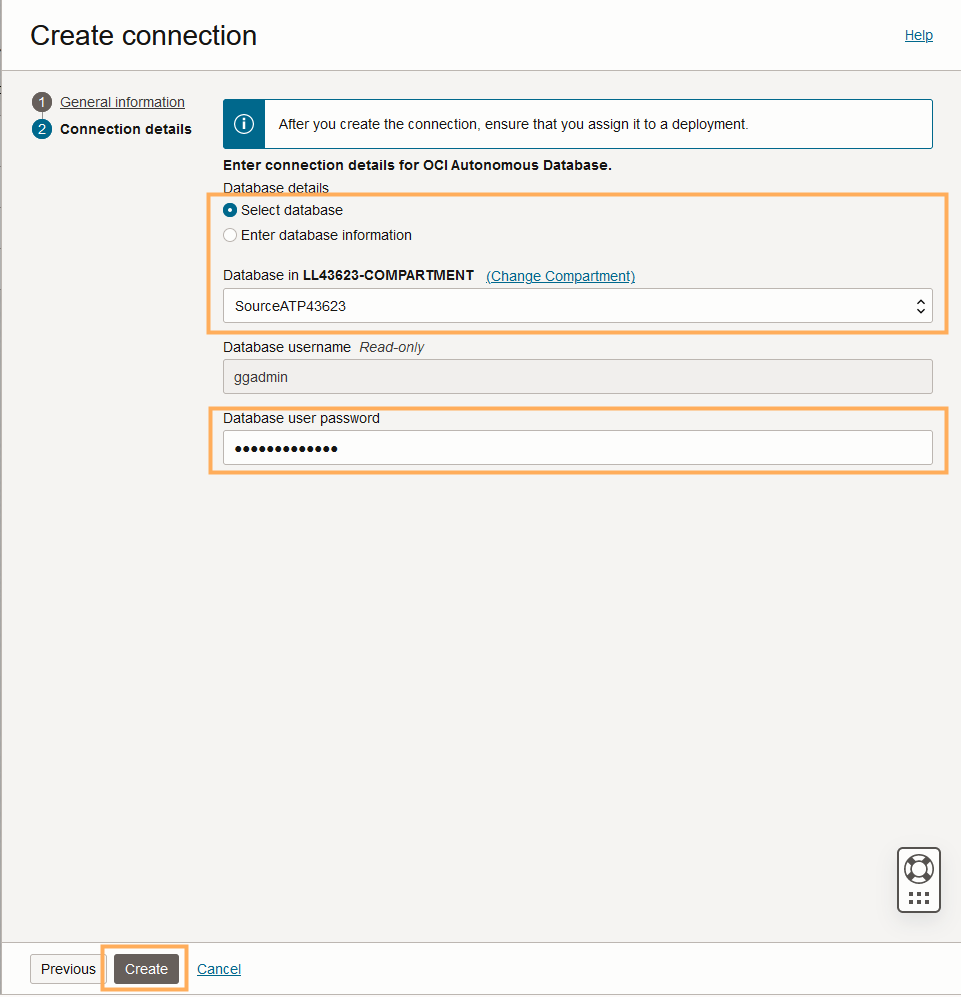 Create connection
Help
1 General information
2 Connection details
After you create the connection, ensure that you assign it to a deployment.
Enter connection details for OCI Autonomous Database.
Database details
Select database
Enter database information
Database in LL43623-COMPARTMENT (Change Compartment)
SourceATP43623
Database username Read-only
ggadmin
Database user password
•••••••••••••
Previous Create Cancel